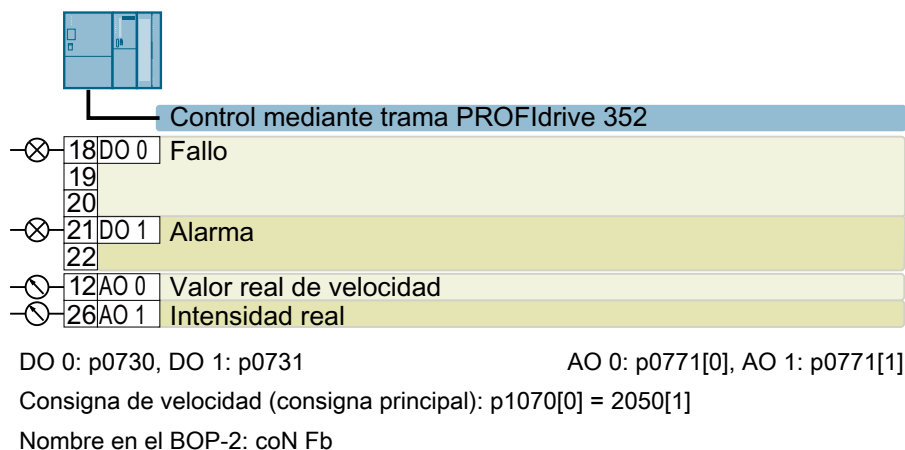 Control mediante trama PROFIdrive 352
18 DO 0 Fallo
19
20
21 DO 1 Alarma
22
12 AO 0 Valor real de velocidad
26 AO 1 Intensidad real
DO 0: p0730, DO 1: p0731 AO 0: p0771[0], AO 1: p0771[1]
Consigna de velocidad (consigna principal): p1070[0] = 2050[1]
Nombre en el BOP-2: coN Fb